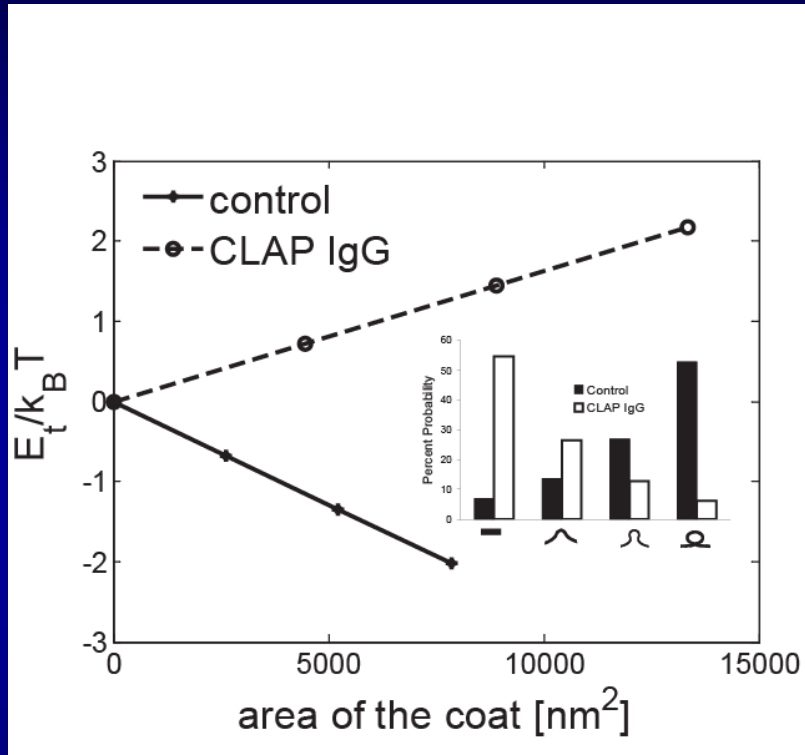 3
2
1
0
-1
-2
-3
E_t/k_B T
control
CLAP IgG
60
50
40
30
20
10
0
Percent Probability
Control
CLAP IgG
0
5000
10000
15000
area of the coat [nm²]